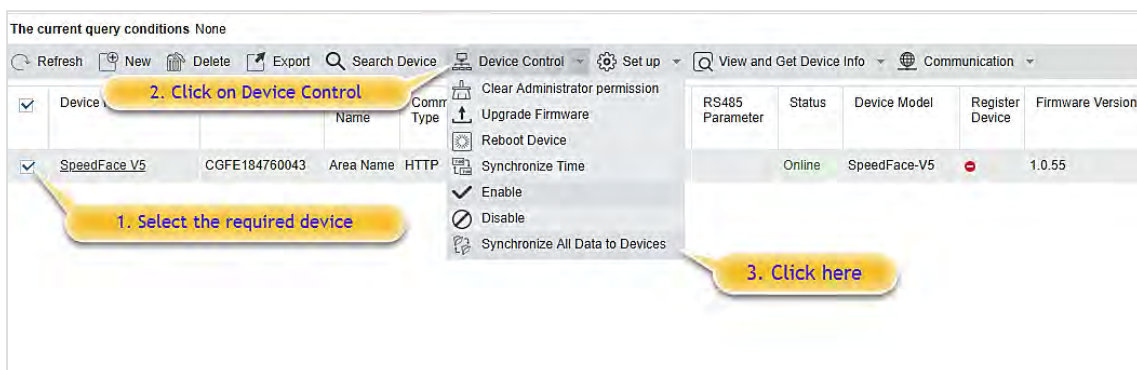 The current query conditions None
Refresh New Delete Export Search Device Device Control Set up View and Get Device Info Communication
2. Click on Device Control
Clear Administrator permission
Upgrade Firmware
Reboot Device
Synchronize Time
Enable
Disable
Synchronize All Data to Devices
Device
Name
Type
RS485
Parameter
Status
Device Model
Register
Device
Firmware Version
SpeedFace V5 CGFE184760043 Area Name HTTP Online SpeedFace-V5 1.0.55
1. Select the required device
3. Click here